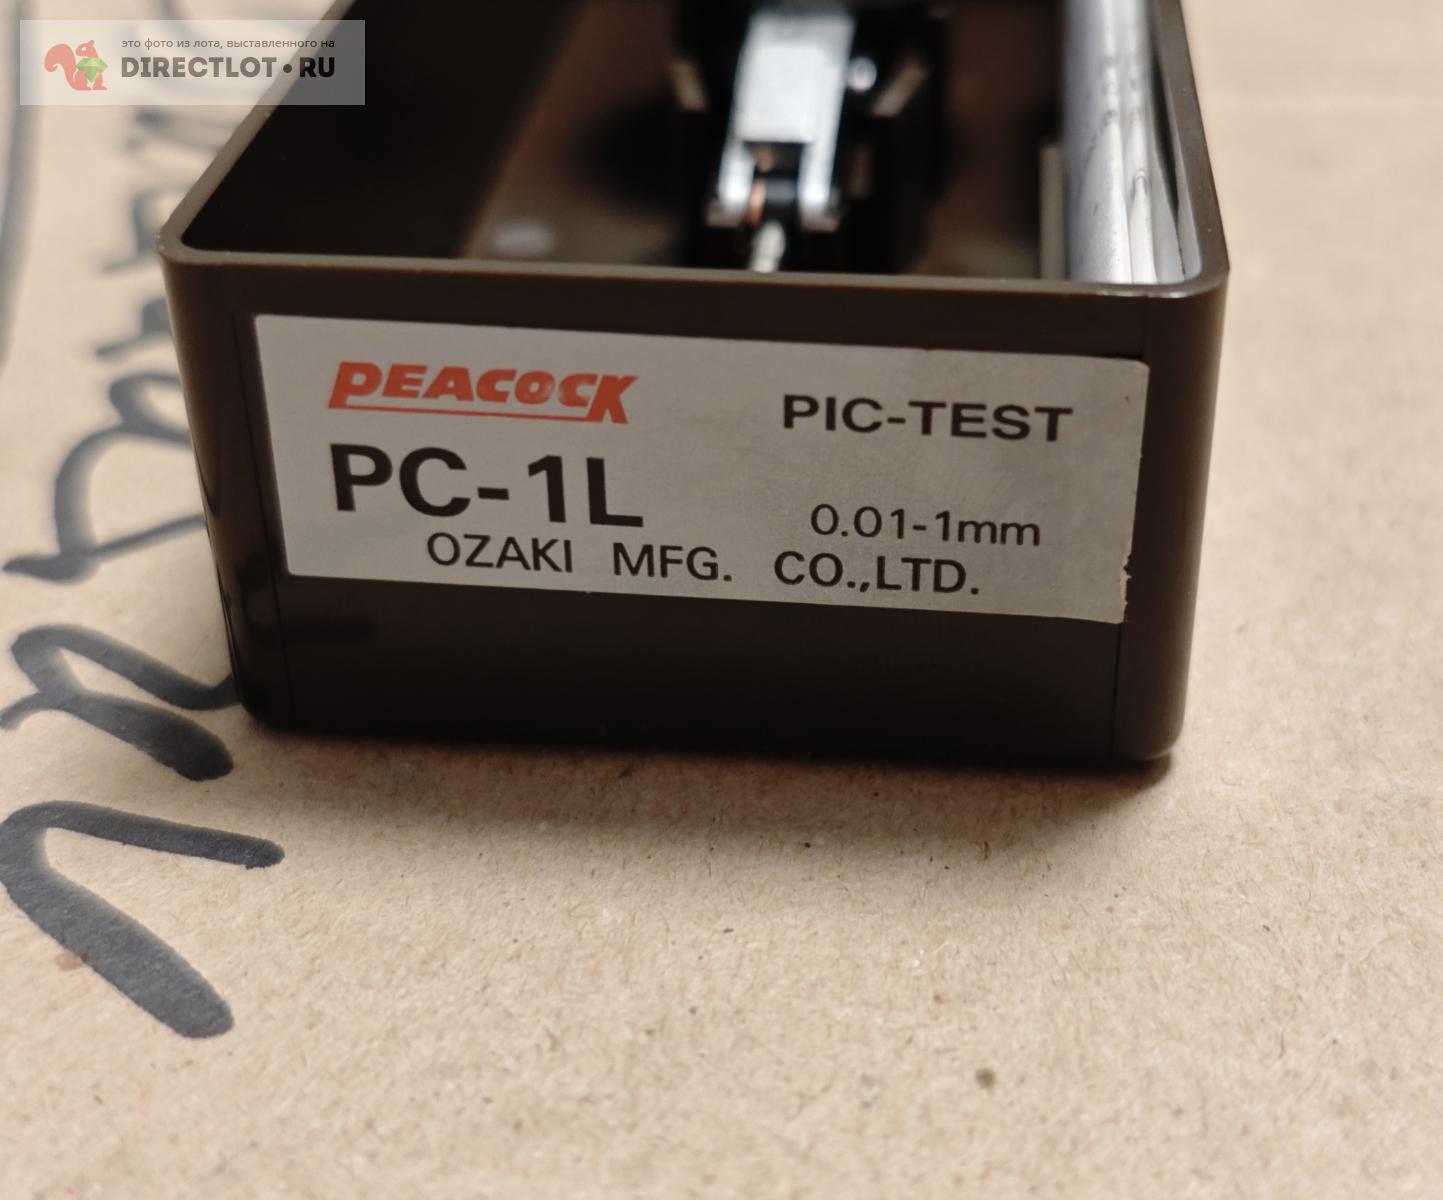 это фото из лота, выставленного на
DIRECTLOT•RU
PEACOCK
PIC-TEST
PC-1L
0.01-1mm
OZAKI MFG. CO.,LTD.